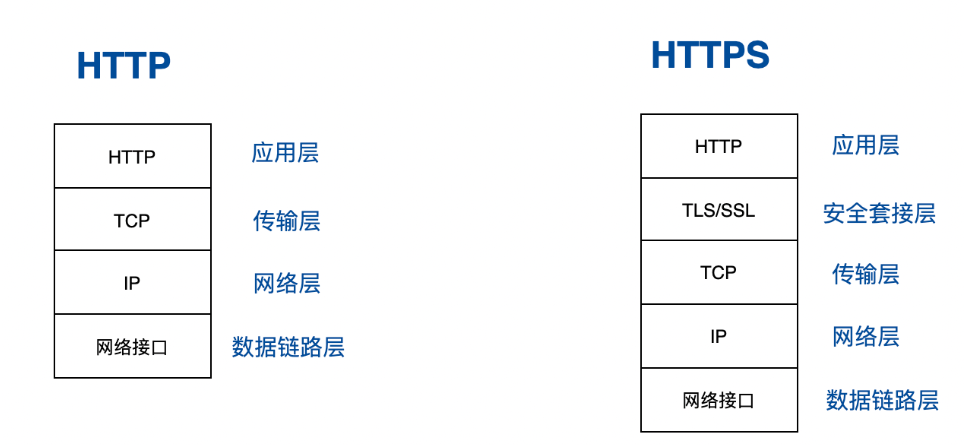 HTTP
HTTP 应用层
TCP 传输层
IP 网络层
网络接口 数据链路层
HTTPS
HTTP 应用层
TLS/SSL 安全套接层
TCP 传输层
IP 网络层
网络接口 数据链路层